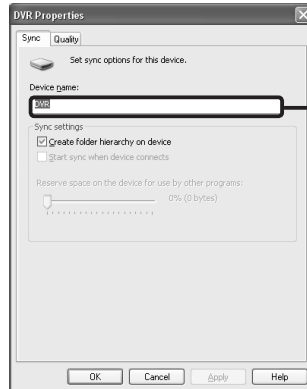 DVR Properties
Sync Quality
Set sync options for this device.
Device name:
DVR
Sync settings
Create folder hierarchy on device
Start sync when device connects
Reserve space on the device for use by other programs:
0% (0 bytes)
OK Cancel Apply Help